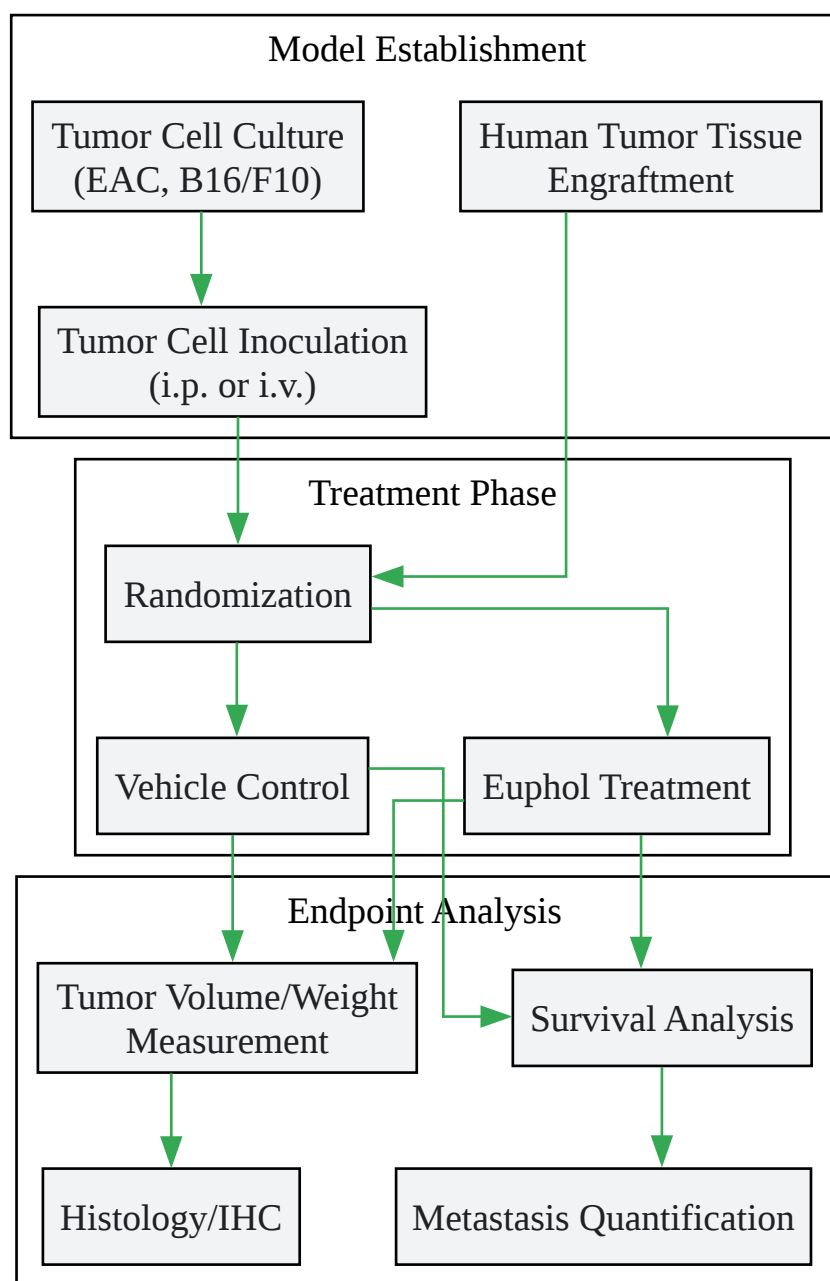 Model Establishment
Tumor Cell Culture
(EAC, B16/F10)
Human Tumor Tissue
Engraftment
Tumor Cell Inoculation
(i.p. or i.v.)
Treatment Phase
Randomization
Vehicle Control
Euphol Treatment
Endpoint Analysis
Tumor Volume/Weight
Measurement
Survival Analysis
Histology/IHC
Metastasis Quantification